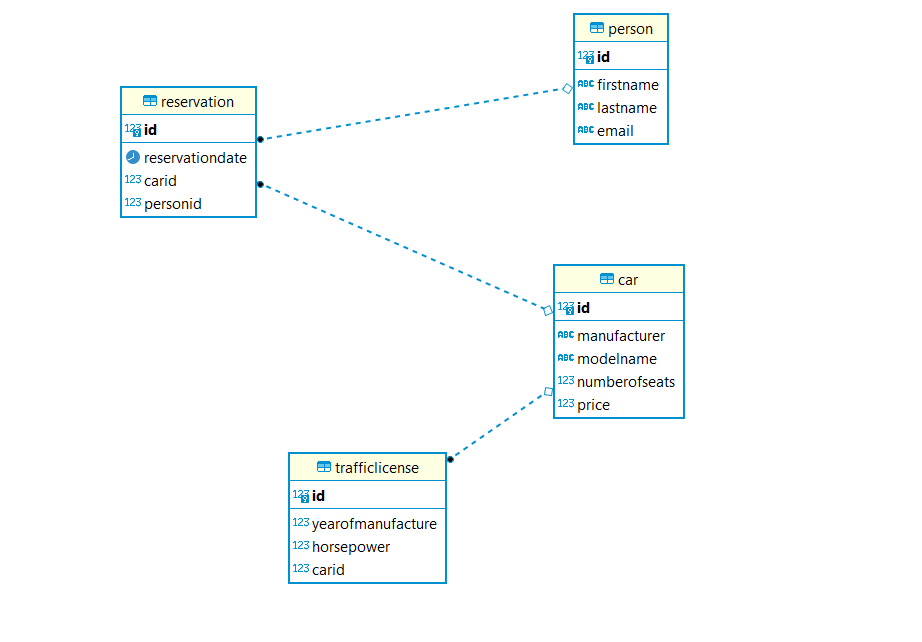 person
123 id
ABC firstname
ABC lastname
ABC email
reservation
123 id
reservationdate
123 carid
123 personid
car
123 id
ABC manufacturer
ABC modelname
123 numberofseats
123 price
trafficlicense
123 id
123 yearofmanufacture
123 horsepower
123 carid